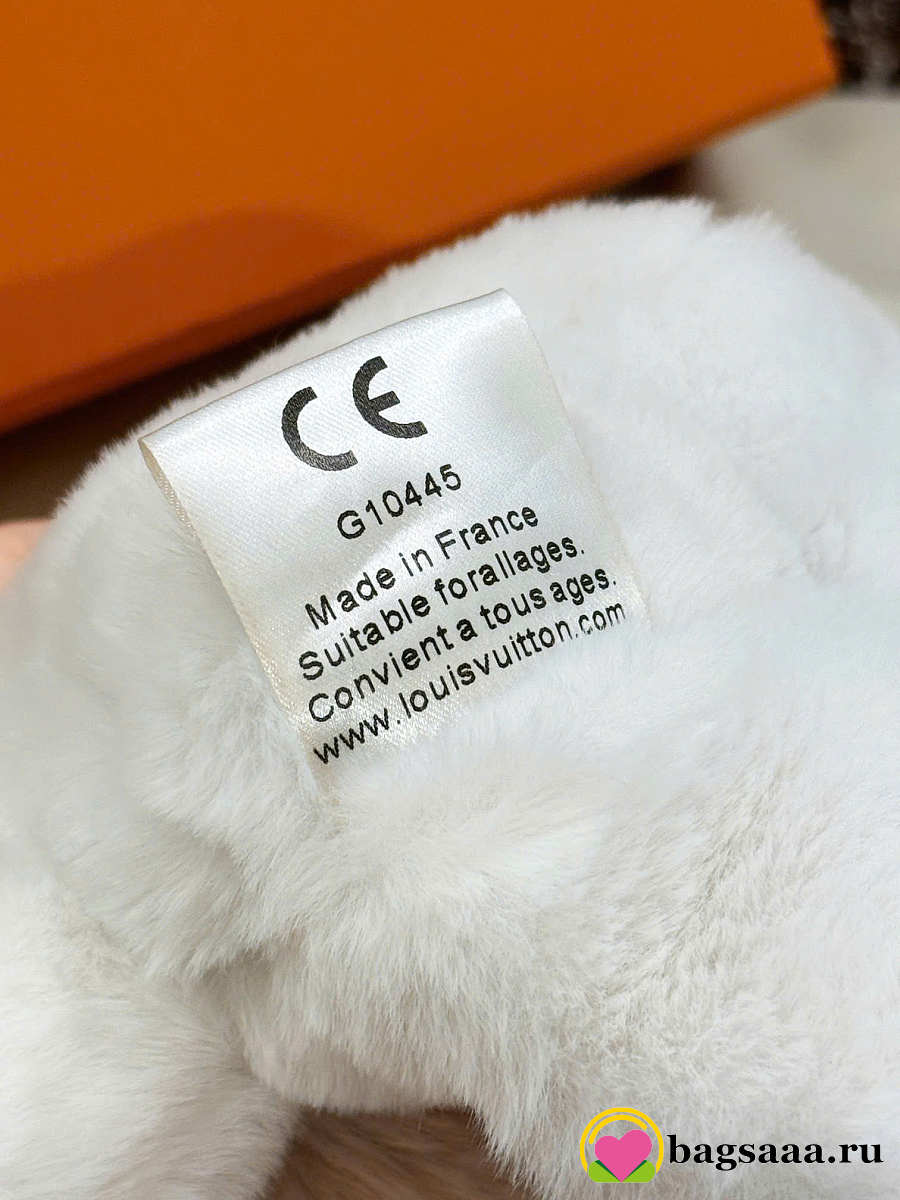 CE
G10445
Made in France
Suitable forallages.
Convient a tous ages.
www.louisvuitton.com
bagsaaa.ru